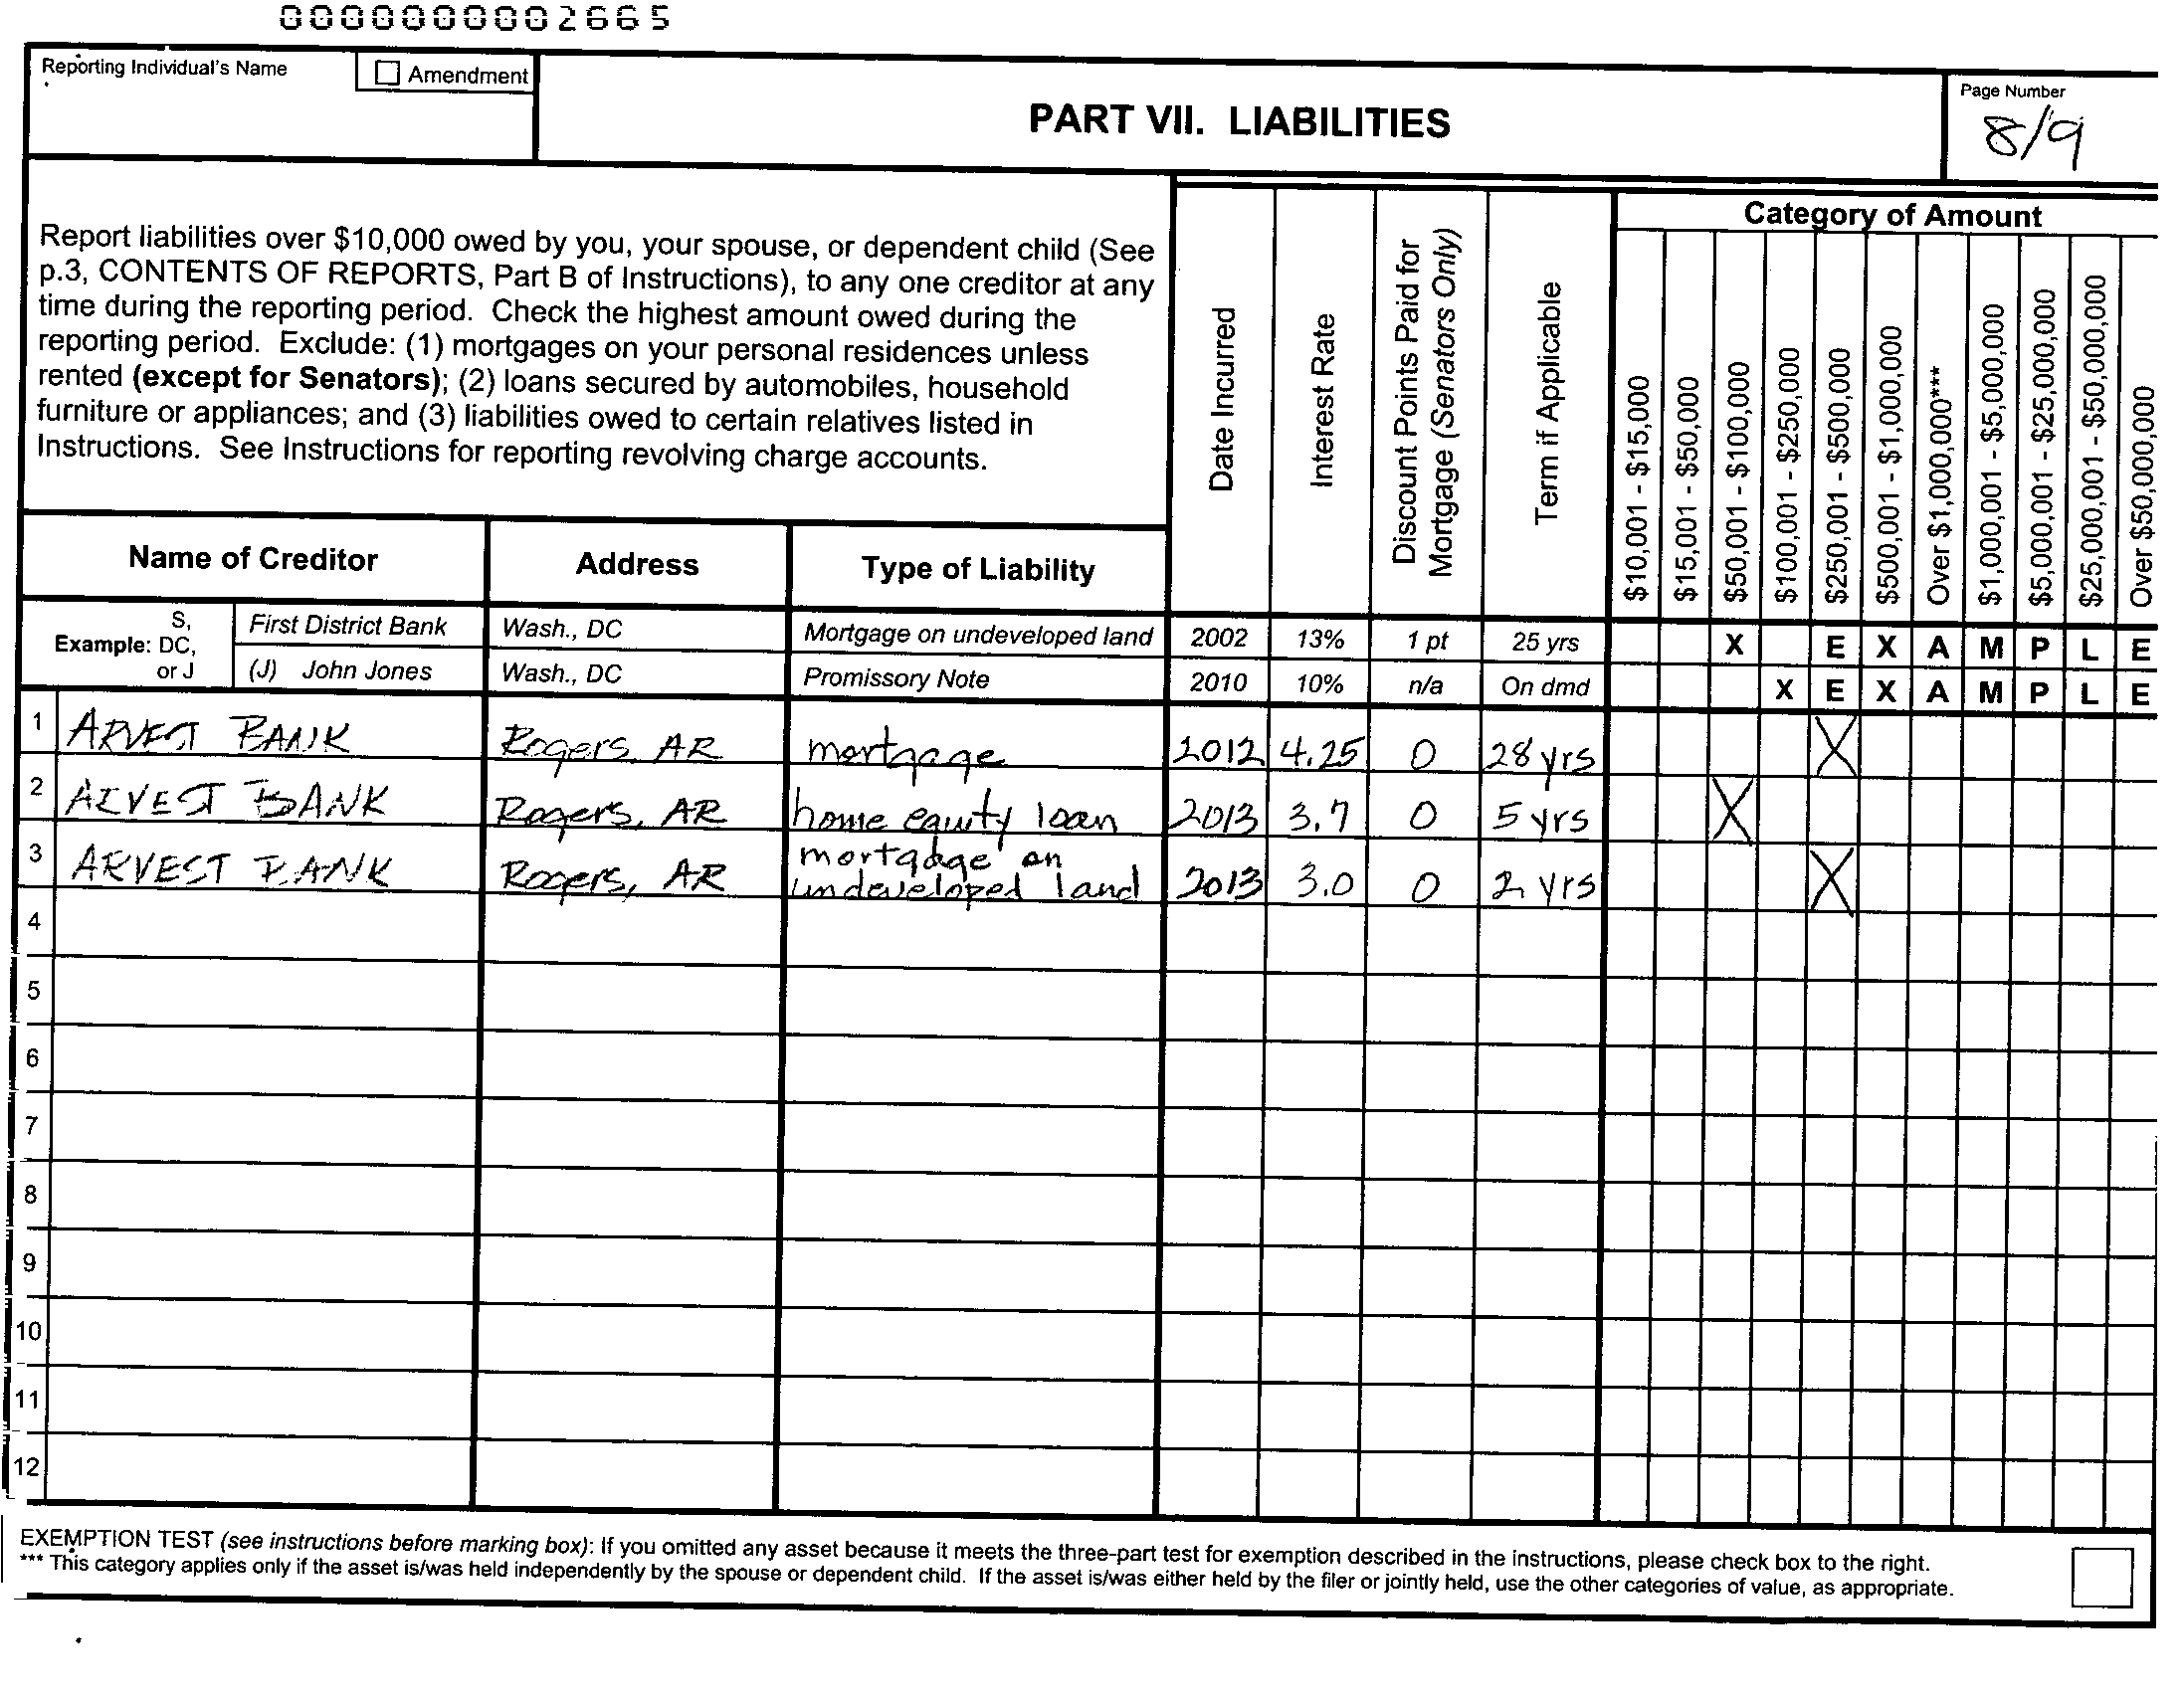 0000000002665
Reporting Individual's Name
Amendment
PART VII. LIABILITIES
Page Number
8/9
Report liabilities over $10,000 owed by you, your spouse, or dependent child (See
p.3, CONTENTS OF REPORTS, Part B of Instructions), to any one creditor at any
time during the reporting period. Check the highest amount owed during the
reporting period. Exclude: (1) mortgages on your personal residences unless
rented (except for Senators); (2) loans secured by automobiles, household
furniture or appliances; and (3) liabilities owed to certain relatives listed in
Instructions. See Instructions for reporting revolving charge accounts.
Date Incurred
Interest Rate
Discount Points Paid for
Mortgage (Senators Only)
Term if Applicable
Category of Amount
$10,001 - $15,000
$15,001 - $50,000
$50,001 - $100,000
$100,001 - $250,000
$250,001 - $500,000
$500,001 - $1,000,000
Over $1,000,000***
$1,000,001 - $5,000,000
$5,000,001 - $25,000,000
$25,000,001 - $50,000,000
Over $50,000,000
Name of Creditor Address Type of Liability
Example: S, DC, or J
First District Bank Wash., DC Mortgage on undeveloped land 2002 13% 1 pt 25 yrs X E X A M P L E
(J) John Jones Wash., DC Promissory Note 2010 10% n/a On dmd X E X A M P L E
1 ARVEST BANK Rogers, AR mortgage 2012 4.25 0 28 yrs X
2 ARVEST BANK Rogers, AR home equity loan 2013 3.7 0 5 yrs X
3 ARVEST BANK Rogers, AR mortgage on
undeveloped land 2013 3.0 0 2 yrs X
4
5
6
7
8
9
10
11
12
EXEMPTION TEST (see instructions before marking box): If you omitted any asset because it meets the three-part test for exemption described in the instructions, please check box to the right.
*** This category applies only if the asset is/was held independently by the spouse or dependent child. If the asset is/was either held by the filer or jointly held, use the other categories of value, as appropriate.